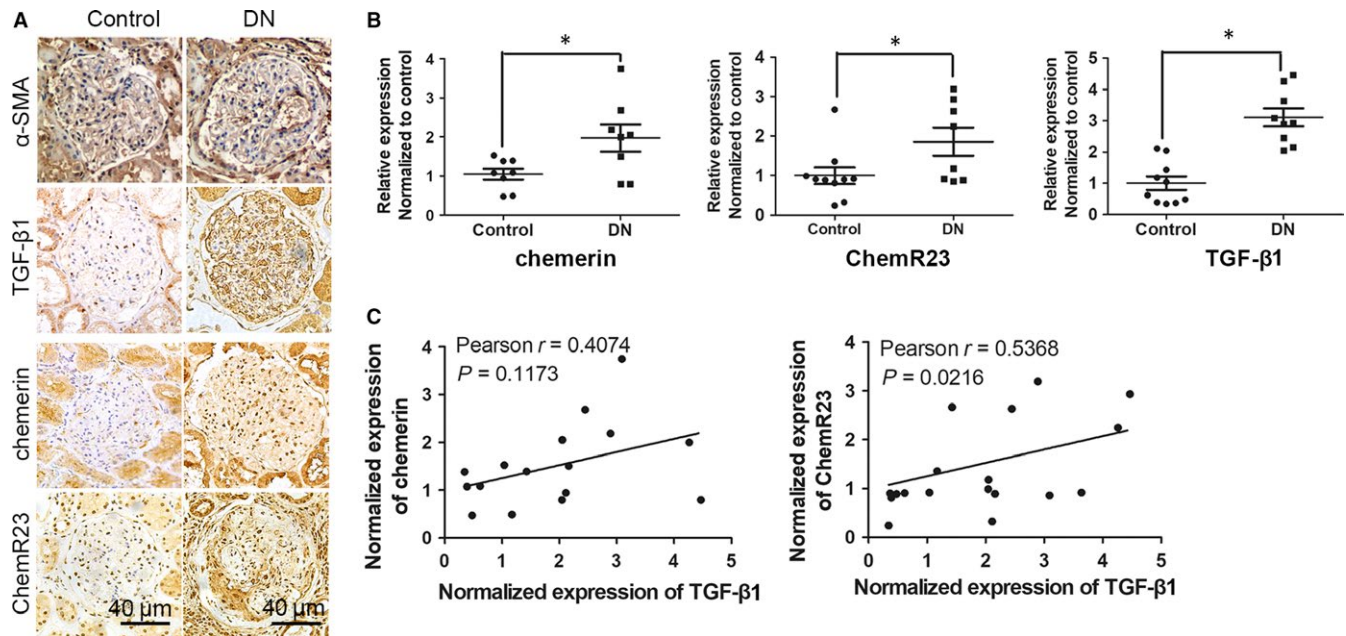 A
Control
DN
α-SMA
TGF-β1
chemerin
ChemR23
40 µm
40 µm
B
Relative expression
Normalized to control
4
3
2
1
0
*
Control
DN
chemerin
Relative expression
Normalized to control
4
3
2
1
0
*
Control
DN
ChemR23
Relative expression
Normalized to control
5
4
3
2
1
0
*
Control
DN
TGF-β1
C
Normalized expression
of chemerin
4
3
2
1
0
Pearson r = 0.4074
P = 0.1173
0 1 2 3 4 5
Normalized expression of TGF-β1
Normalized expression
of ChemR23
4
3
2
1
0
Pearson r = 0.5368
P = 0.0216
0 1 2 3 4 5
Normalized expression of TGF-β1